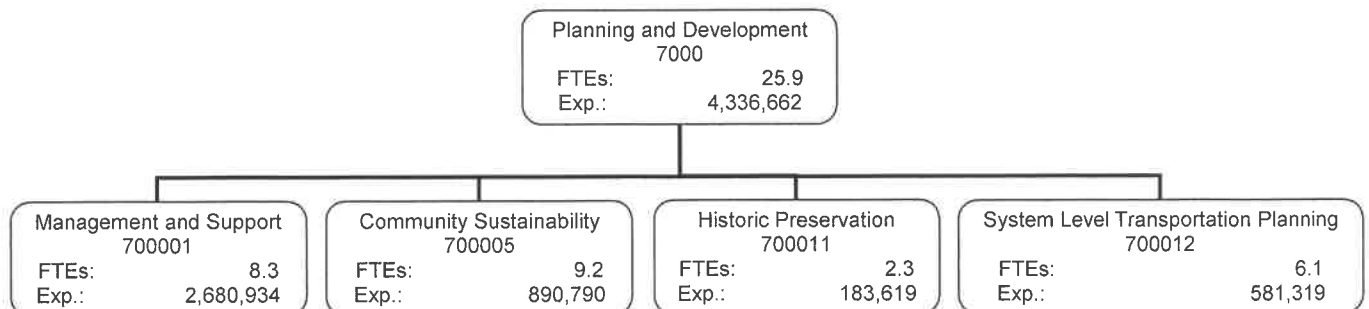 Planning and Development
7000
FTEs: 25.9
Exp.: 4,336,662
Management and Support
700001
FTEs: 8.3
Exp.: 2,680,934
Community Sustainability
700005
FTEs: 9.2
Exp.: 890,790
Historic Preservation
700011
FTEs: 2.3
Exp.: 183,619
System Level Transportation Planning
700012
FTEs: 6.1
Exp.: 581,319